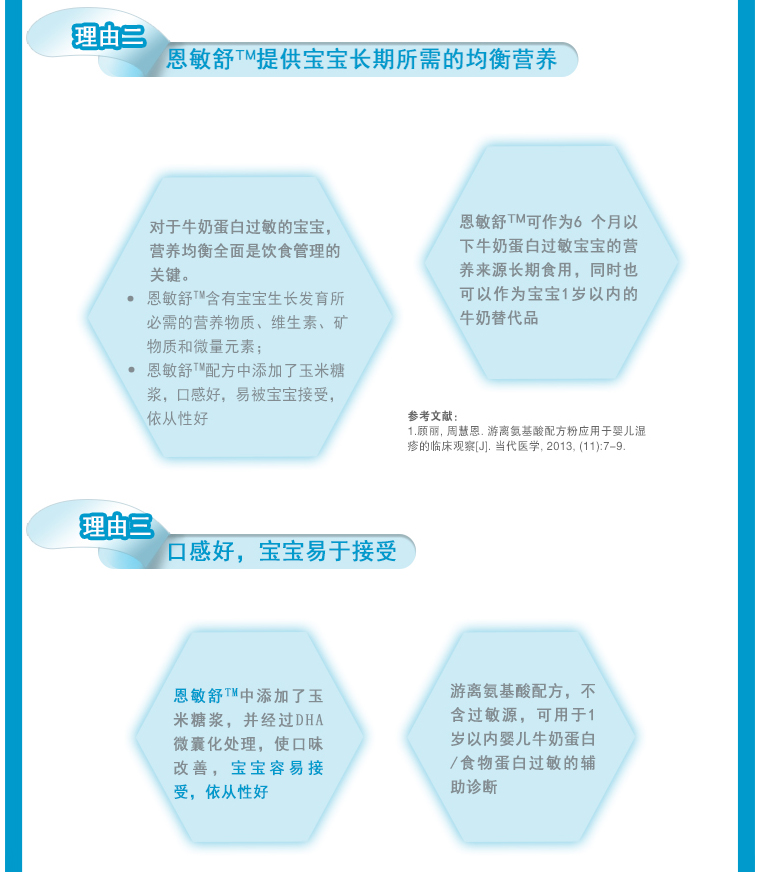 理由二
恩敏舒™提供宝宝长期所需的均衡营养
对于牛奶蛋白过敏的宝宝，
营养均衡全面是饮食管理的
关键。
• 恩敏舒™含有宝宝生长发育所
必需的营养物质、维生素、矿
物质和微量元素；
• 恩敏舒™配方中添加了玉米糖
浆，口感好，易被宝宝接受，
依从性好
恩敏舒™可作为6 个月以
下牛奶蛋白过敏宝宝的营
养来源长期食用，同时也
可以作为宝宝1岁以内的
牛奶替代品
参考文献：
1.顾丽, 周慧恩. 游离氨基酸配方粉应用于婴儿湿
疹的临床观察[J]. 当代医学, 2013, (11):7-9.
理由三
口感好，宝宝易于接受
恩敏舒™中添加了玉
米糖浆，并经过DHA
微囊化处理，使口味
改善，宝宝容易接
受，依从性好
游离氨基酸配方，不
含过敏源，可用于1
岁以内婴儿牛奶蛋白
/食物蛋白过敏的辅
助诊断